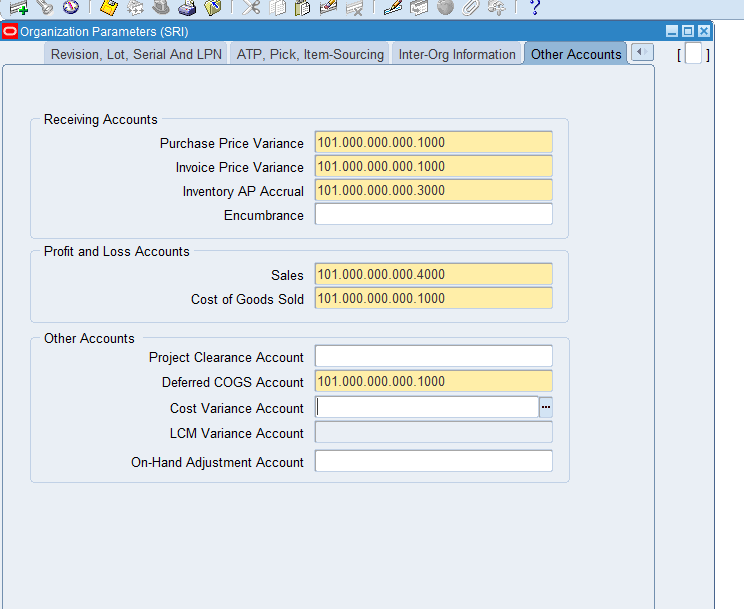 Organization Parameters (SRI)
Revision, Lot, Serial And LPN
ATP, Pick, Item-Sourcing
Inter-Org Information
Other Accounts
[ ]
Receiving Accounts
Purchase Price Variance 101.000.000.000.1000
Invoice Price Variance 101.000.000.000.1000
Inventory AP Accrual 101.000.000.000.3000
Encumbrance
Profit and Loss Accounts
Sales 101.000.000.000.4000
Cost of Goods Sold 101.000.000.000.1000
Other Accounts
Project Clearance Account
Deferred COGS Account 101.000.000.000.1000
Cost Variance Account
LCM Variance Account
On-Hand Adjustment Account